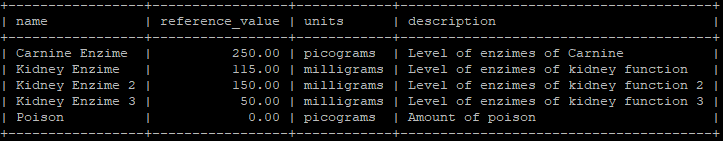 name | reference_value | units | description
Carnine Enzime | 250.00 | picograms | Level of enzimes of Carnine
Kidney Enzime | 115.00 | milligrams | Level of enzimes of kidney function
Kidney Enzime 2 | 150.00 | milligrams | Level of enzimes of kidney function 2
Kidney Enzime 3 | 50.00 | milligrams | Level of enzimes of kidney function 3
Poison | 0.00 | picograms | Amount of poison